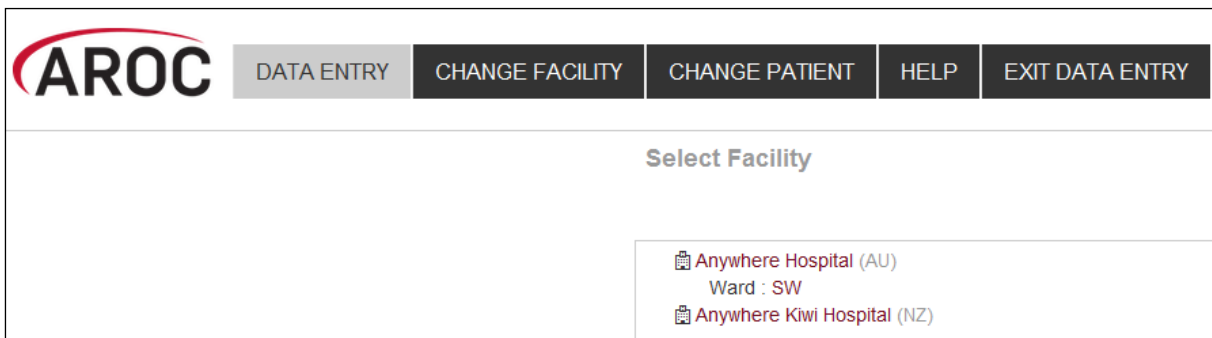 AROC DATA ENTRY CHANGE FACILITY CHANGE PATIENT HELP EXIT DATA ENTRY
Select Facility
Anywhere Hospital (AU)
Ward : SW
Anywhere Kiwi Hospital (NZ)